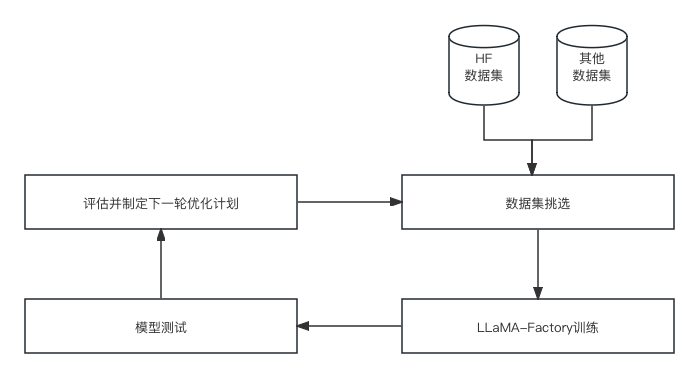 HF
数据集
其他
数据集
评估并制定下一轮优化计划
数据集挑选
模型测试
LLaMA-Factory训练